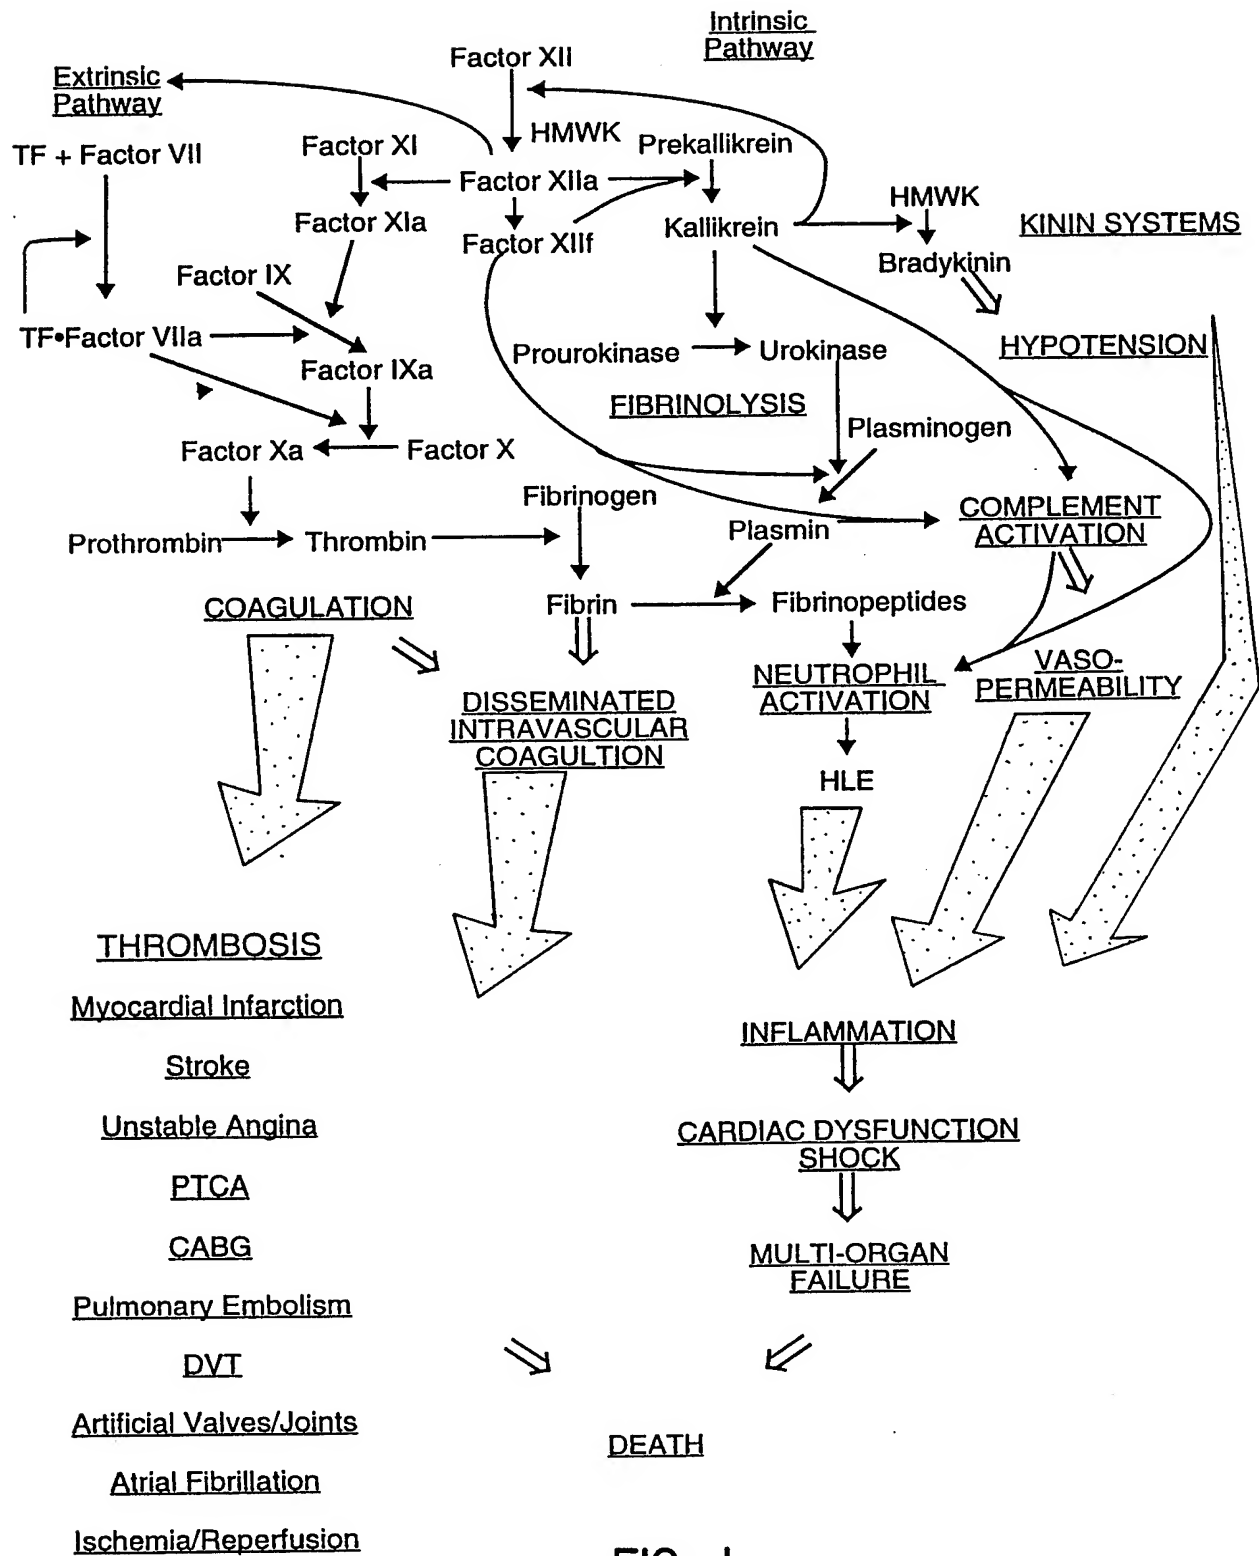 Intrinsic
Pathway
Factor XII
Extrinsic
Pathway
HMWK
TF + Factor VII
Factor XI
Prekallikrein
Factor XIIa
HMWK
Factor XIa
Factor XIIf
Kallikrein
KININ SYSTEMS
Bradykinin
Factor IX
TF•Factor VIIa
Prourokinase
Urokinase
HYPOTENSION
Factor IXa
FIBRINOLYSIS
Plasminogen
Factor Xa
Factor X
Fibrinogen
COMPLEMENT
ACTIVATION
Prothrombin
Thrombin
Plasmin
COAGULATION
Fibrin
Fibrinopeptides
NEUTROPHIL
ACTIVATION
VASO-
PERMEABILITY
DISSEMINATED
INTRAVASCULAR
COAGULTION
HLE
THROMBOSIS
Myocardial Infarction
Stroke
Unstable Angina
PTCA
CABG
Pulmonary Embolism
DVT
Artificial Valves/Joints
Atrial Fibrillation
Ischemia/Reperfusion
INFLAMMATION
CARDIAC DYSFUNCTION
SHOCK
MULTI-ORGAN
FAILURE
DEATH